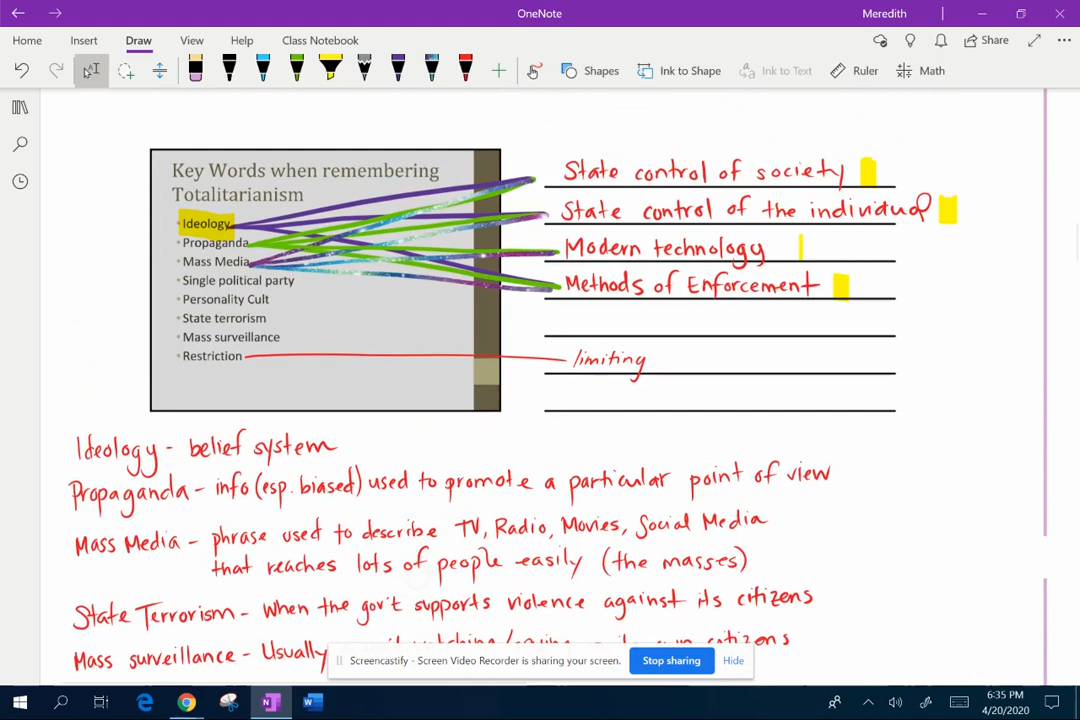 OneNote
Meredith
Home Insert Draw View Help Class Notebook
Share
Shapes Ink to Shape Ink to Text Ruler Math
Key Words when remembering
Totalitarianism
Ideology
Propaganda
Mass Media
Single political party
Personality Cult
State terrorism
Mass surveillance
Restriction
State control of society
State control of the individual
Modern technology
Methods of Enforcement
limiting
Ideology - belief system
Propaganda - info (esp. biased) used to promote a particular point of view
Mass Media - phrase used to describe TV, Radio, Movies, Social Media
that reaches lots of people easily (the masses)
State Terrorism - when the gov't supports violence against its citizens
Mass surveillance - Usually citizens
Screencastify - Screen Video Recorder is sharing your screen.
Stop sharing
Hide
6:35 PM
4/20/2020